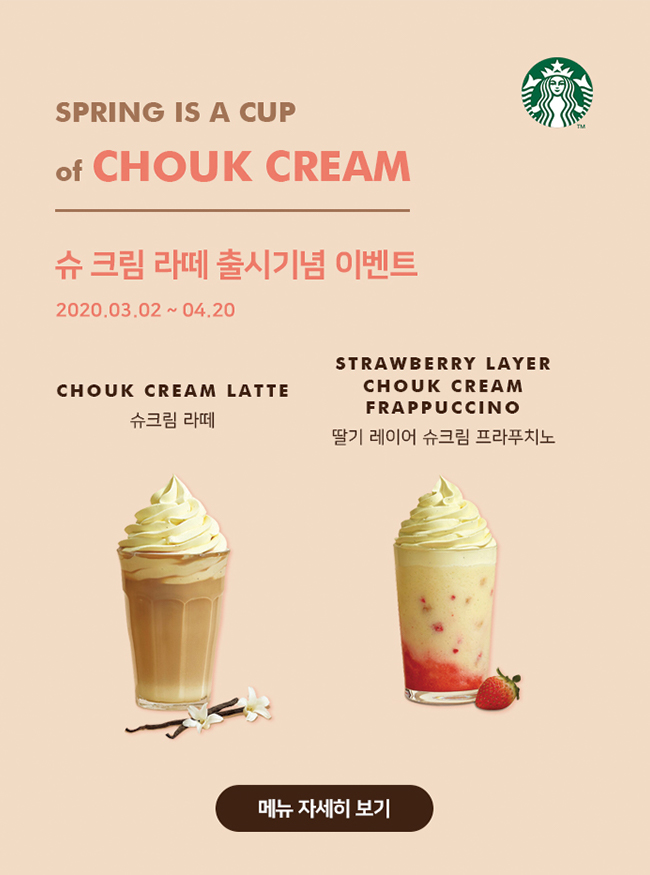 SPRING IS A CUP
of CHOUK CREAM
슈 크림 라떼 출시기념 이벤트
2020.03.02 ~ 04.20
CHOUK CREAM LATTE
슈크림 라떼
STRAWBERRY LAYER
CHOUK CREAM
FRAPPUCCINO
딸기 레이어 슈크림 프라푸치노
메뉴 자세히 보기
TM